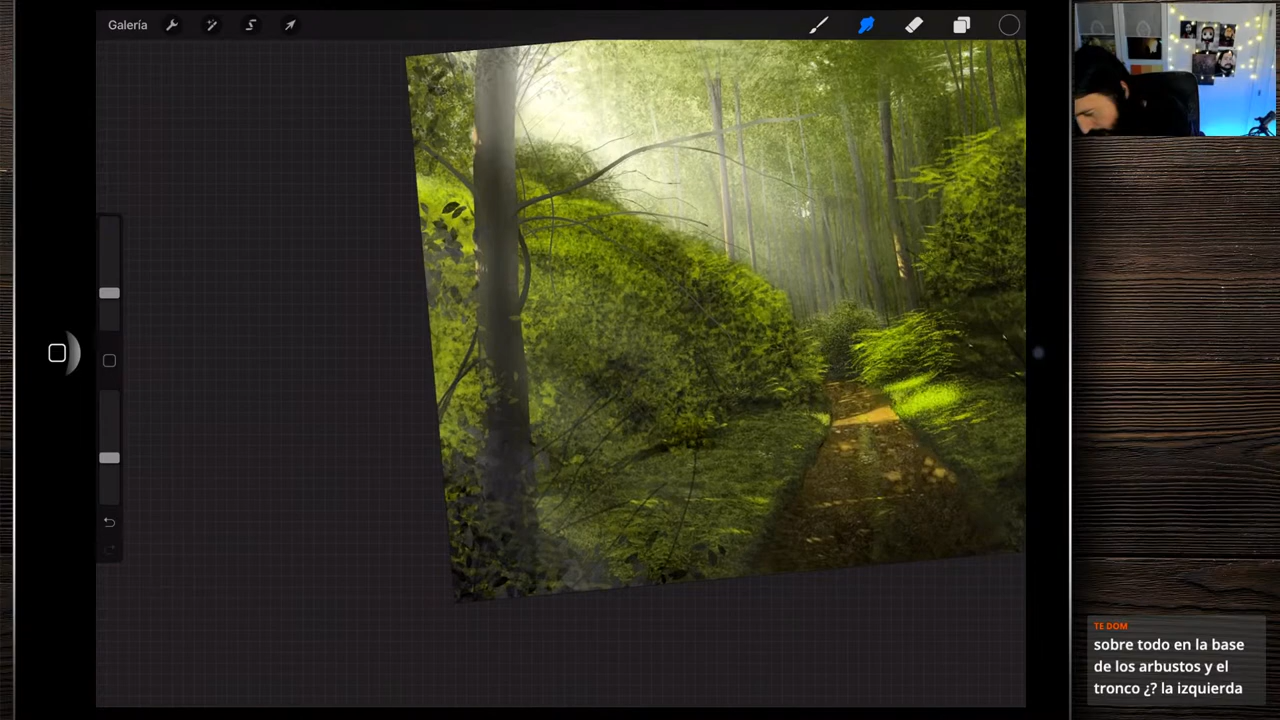 Galería
TE DOM
sobre todo en la base
de los arbustos y el
tronco ¿? la izquierda